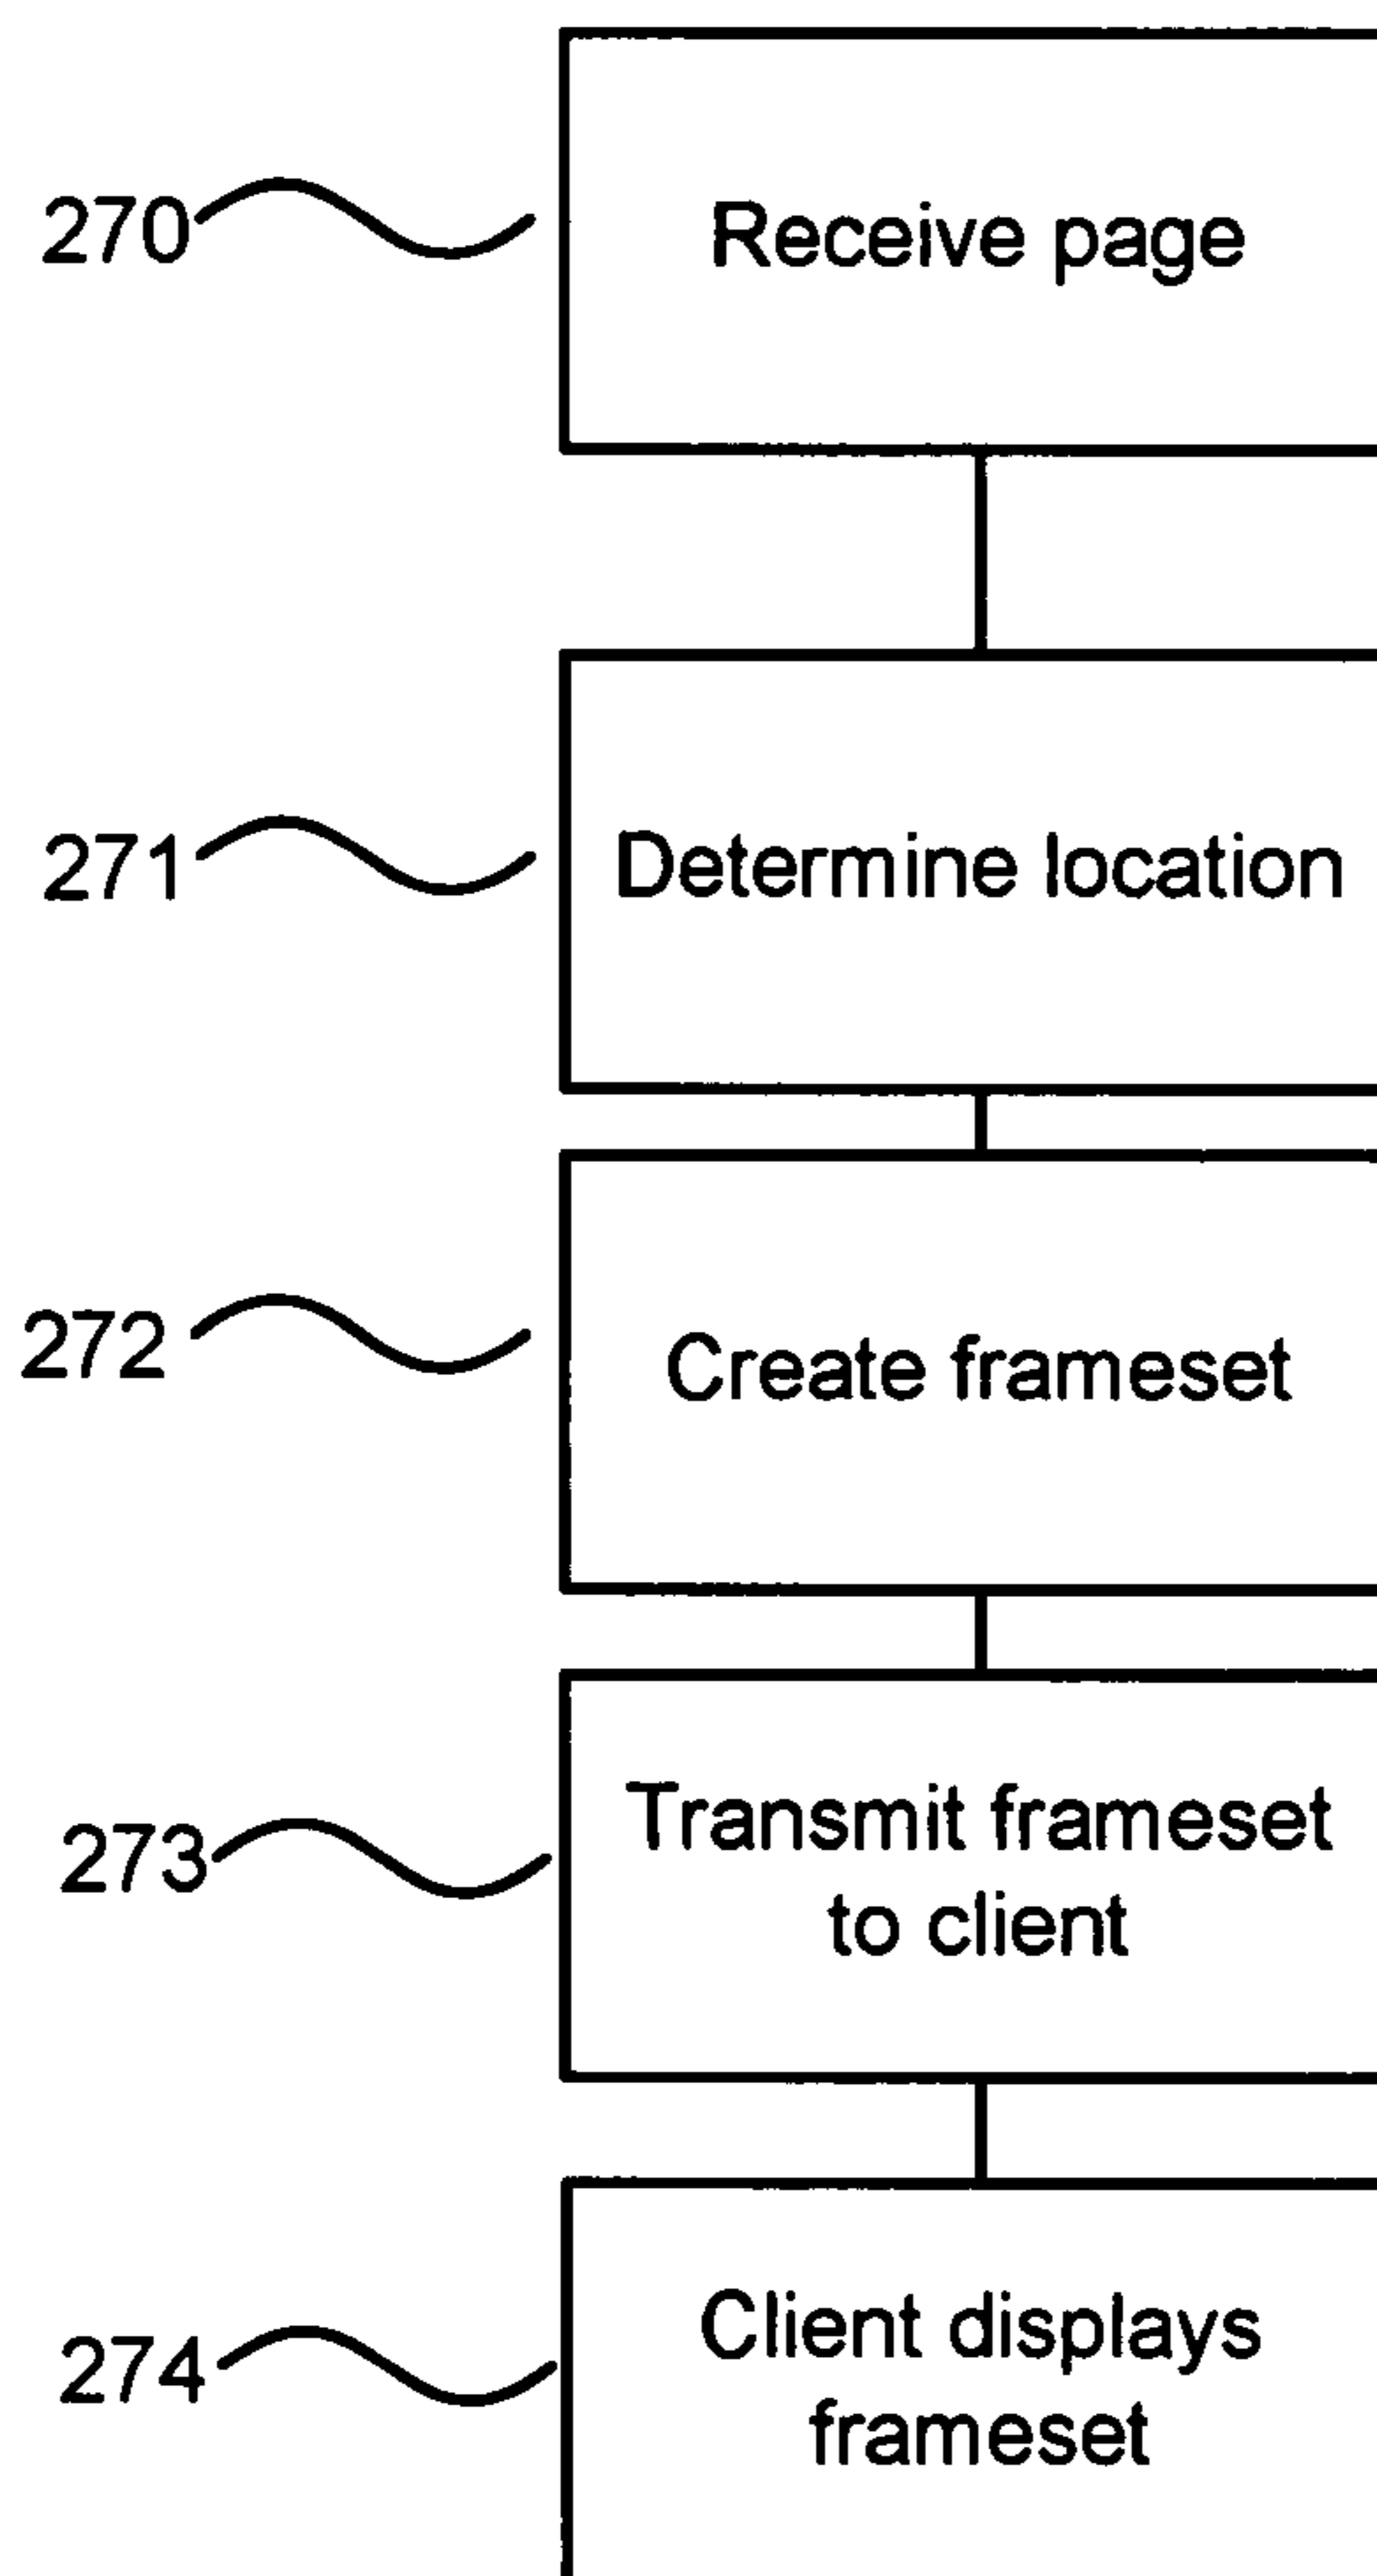 270
Receive page
271
Determine location
272
Create frameset
273
Transmit frameset
to client
274
Client displays
frameset